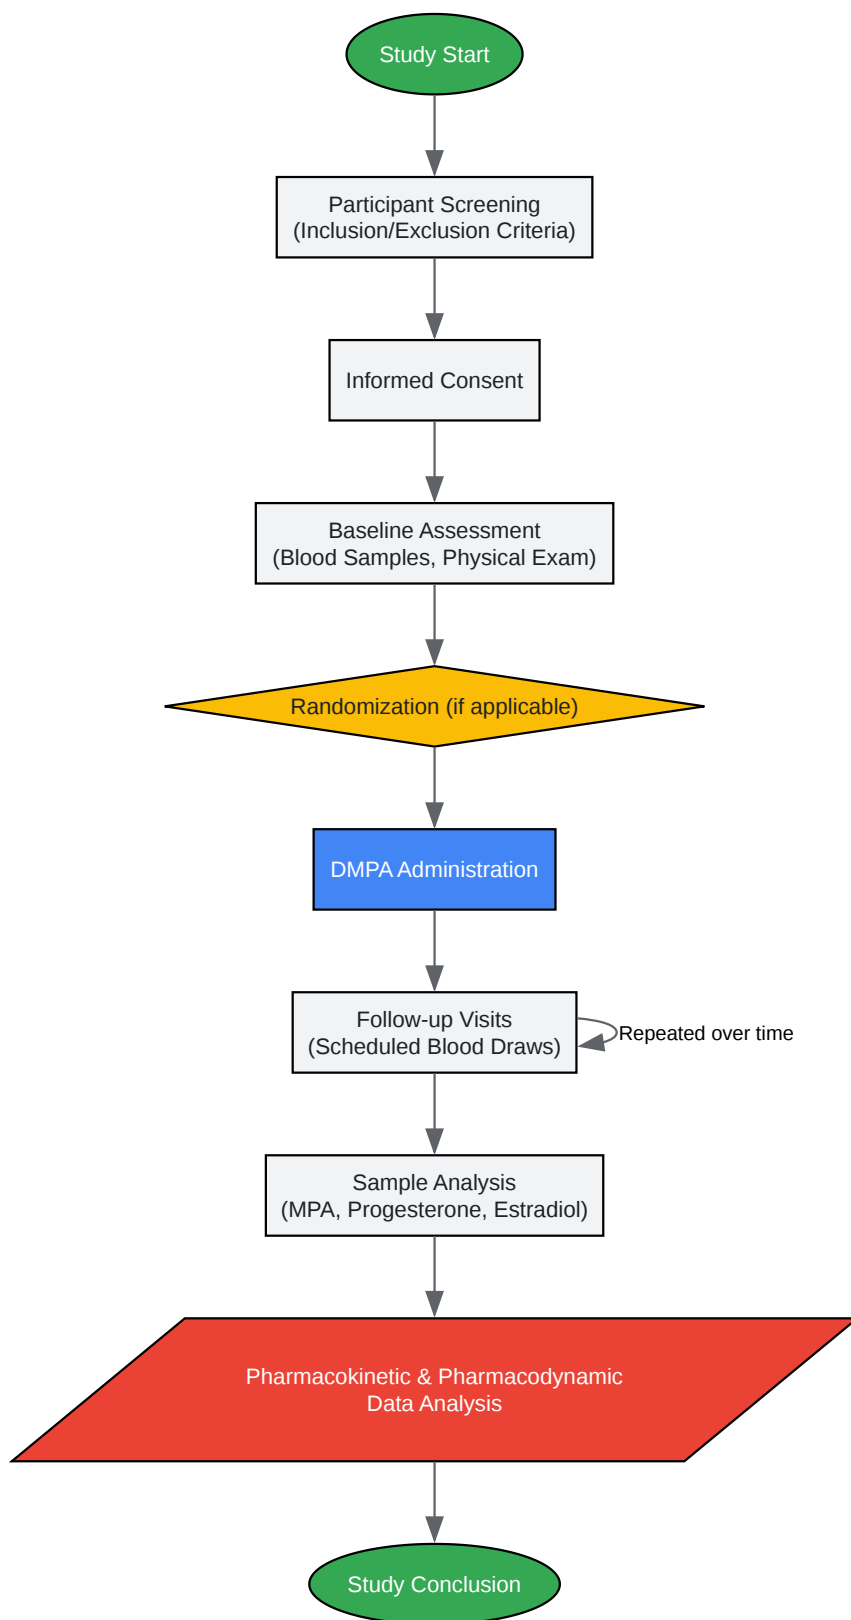 Study Start
Participant Screening
(Inclusion/Exclusion Criteria)
Informed Consent
Baseline Assessment
(Blood Samples, Physical Exam)
Randomization (if applicable)
DMPA Administration
Follow-up Visits
(Scheduled Blood Draws)
Repeated over time
Sample Analysis
(MPA, Progesterone, Estradiol)
Pharmacokinetic & Pharmacodynamic
Data Analysis
Study Conclusion